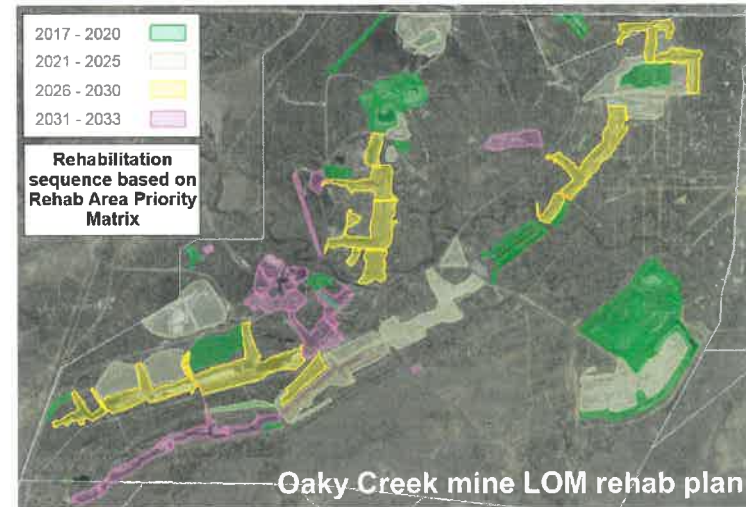 2017 - 2020
2021 - 2025
2026 - 2030
2031 - 2033
Rehabilitation
sequence based on
Rehab Area Priority
Matrix
Oaky Creek mine LOM rehab plan